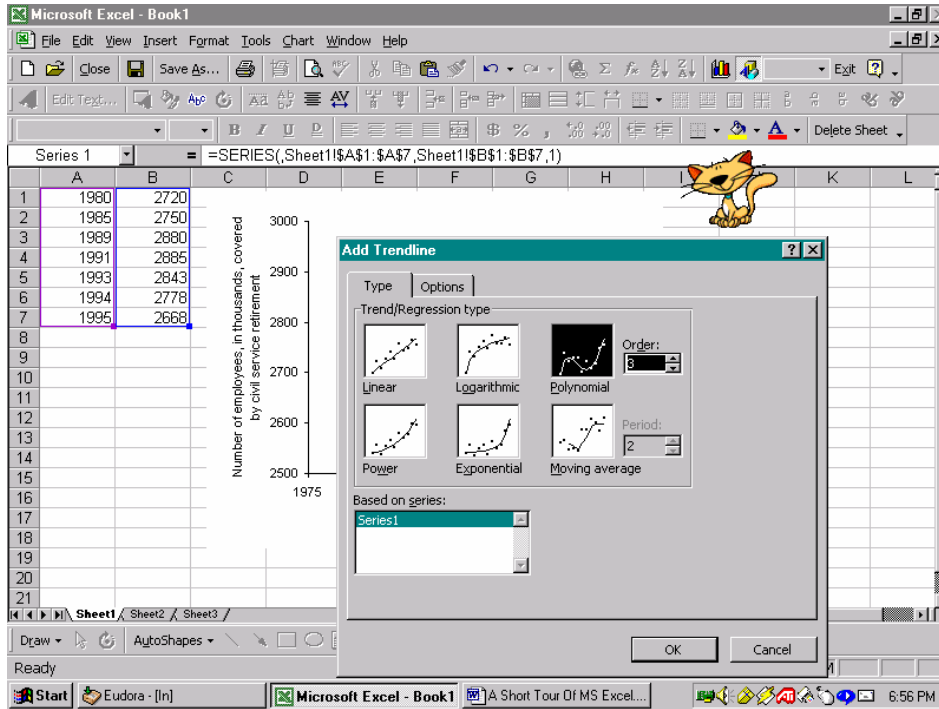 Microsoft Excel - Book1
File Edit View Insert Format Tools Chart Window Help
Close Save As... Exit
Edit Text... Abc Aa AV
B I U D $ % , Delete Sheet
Series 1 = =SERIES(,Sheet1!$A$1:$A$7,Sheet1!$B$1:$B$7,1)
A B C D E F G H I K L
1 1980 2720
2 1985 2750
3 1989 2880
4 1991 2885
5 1993 2843
6 1994 2778
7 1995 2668
8
9
10
11
12
13
14
15
16
17
18
19
20
21
Number of employees, in thousands, covered
by civil service retirement
3000
2900
2800
2700
2600
2500
1975
Add Trendline
Type Options
Trend/Regression type
Linear Logarithmic Polynomial
Order:
3
Power Exponential Moving average
Period:
2
Based on series:
Series1
OK Cancel
Sheet1 Sheet2 Sheet3
Draw AutoShapes
Ready
Start Eudora - [In] Microsoft Excel - Book1 A Short Tour Of MS Excel.... 6:56 PM